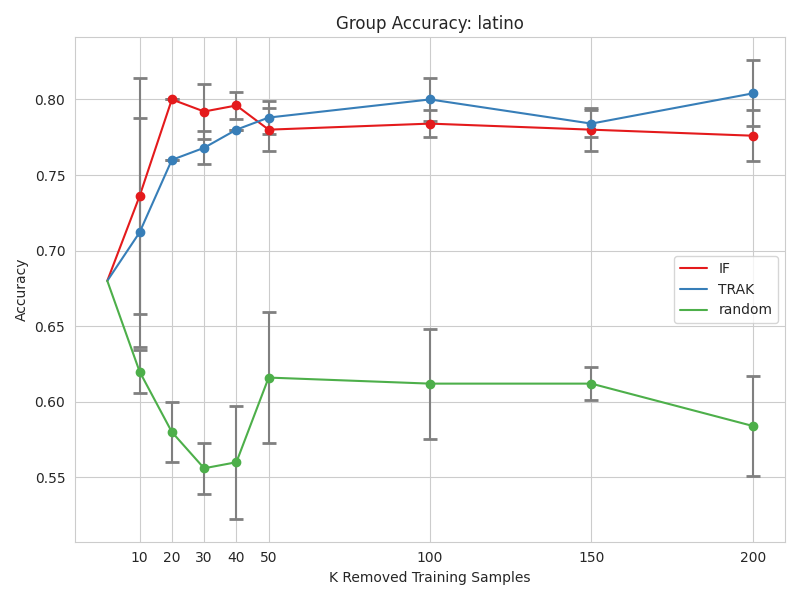 Group Accuracy: latino
Accuracy
0.80
0.75
0.70
0.65
0.60
0.55
IF
TRAK
random
10 20 30 40 50 100 150 200
K Removed Training Samples